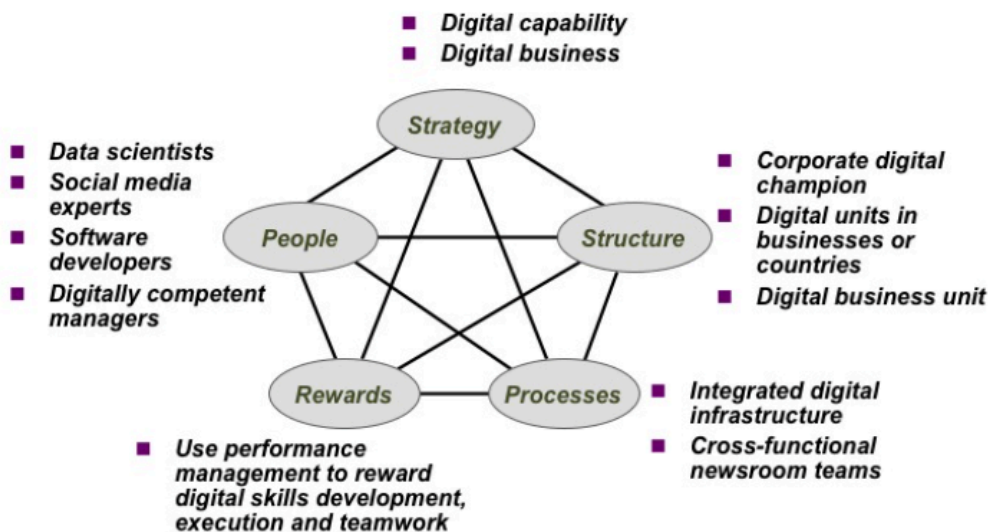 Digital capability
Digital business
Strategy
Data scientists
Social media
experts
Software
developers
Digitally competent
managers
People
Structure
Corporate digital
champion
Digital units in
businesses or
countries
Digital business unit
Rewards
Processes
Use performance
management to reward
digital skills development,
execution and teamwork
Integrated digital
infrastructure
Cross-functional
newsroom teams